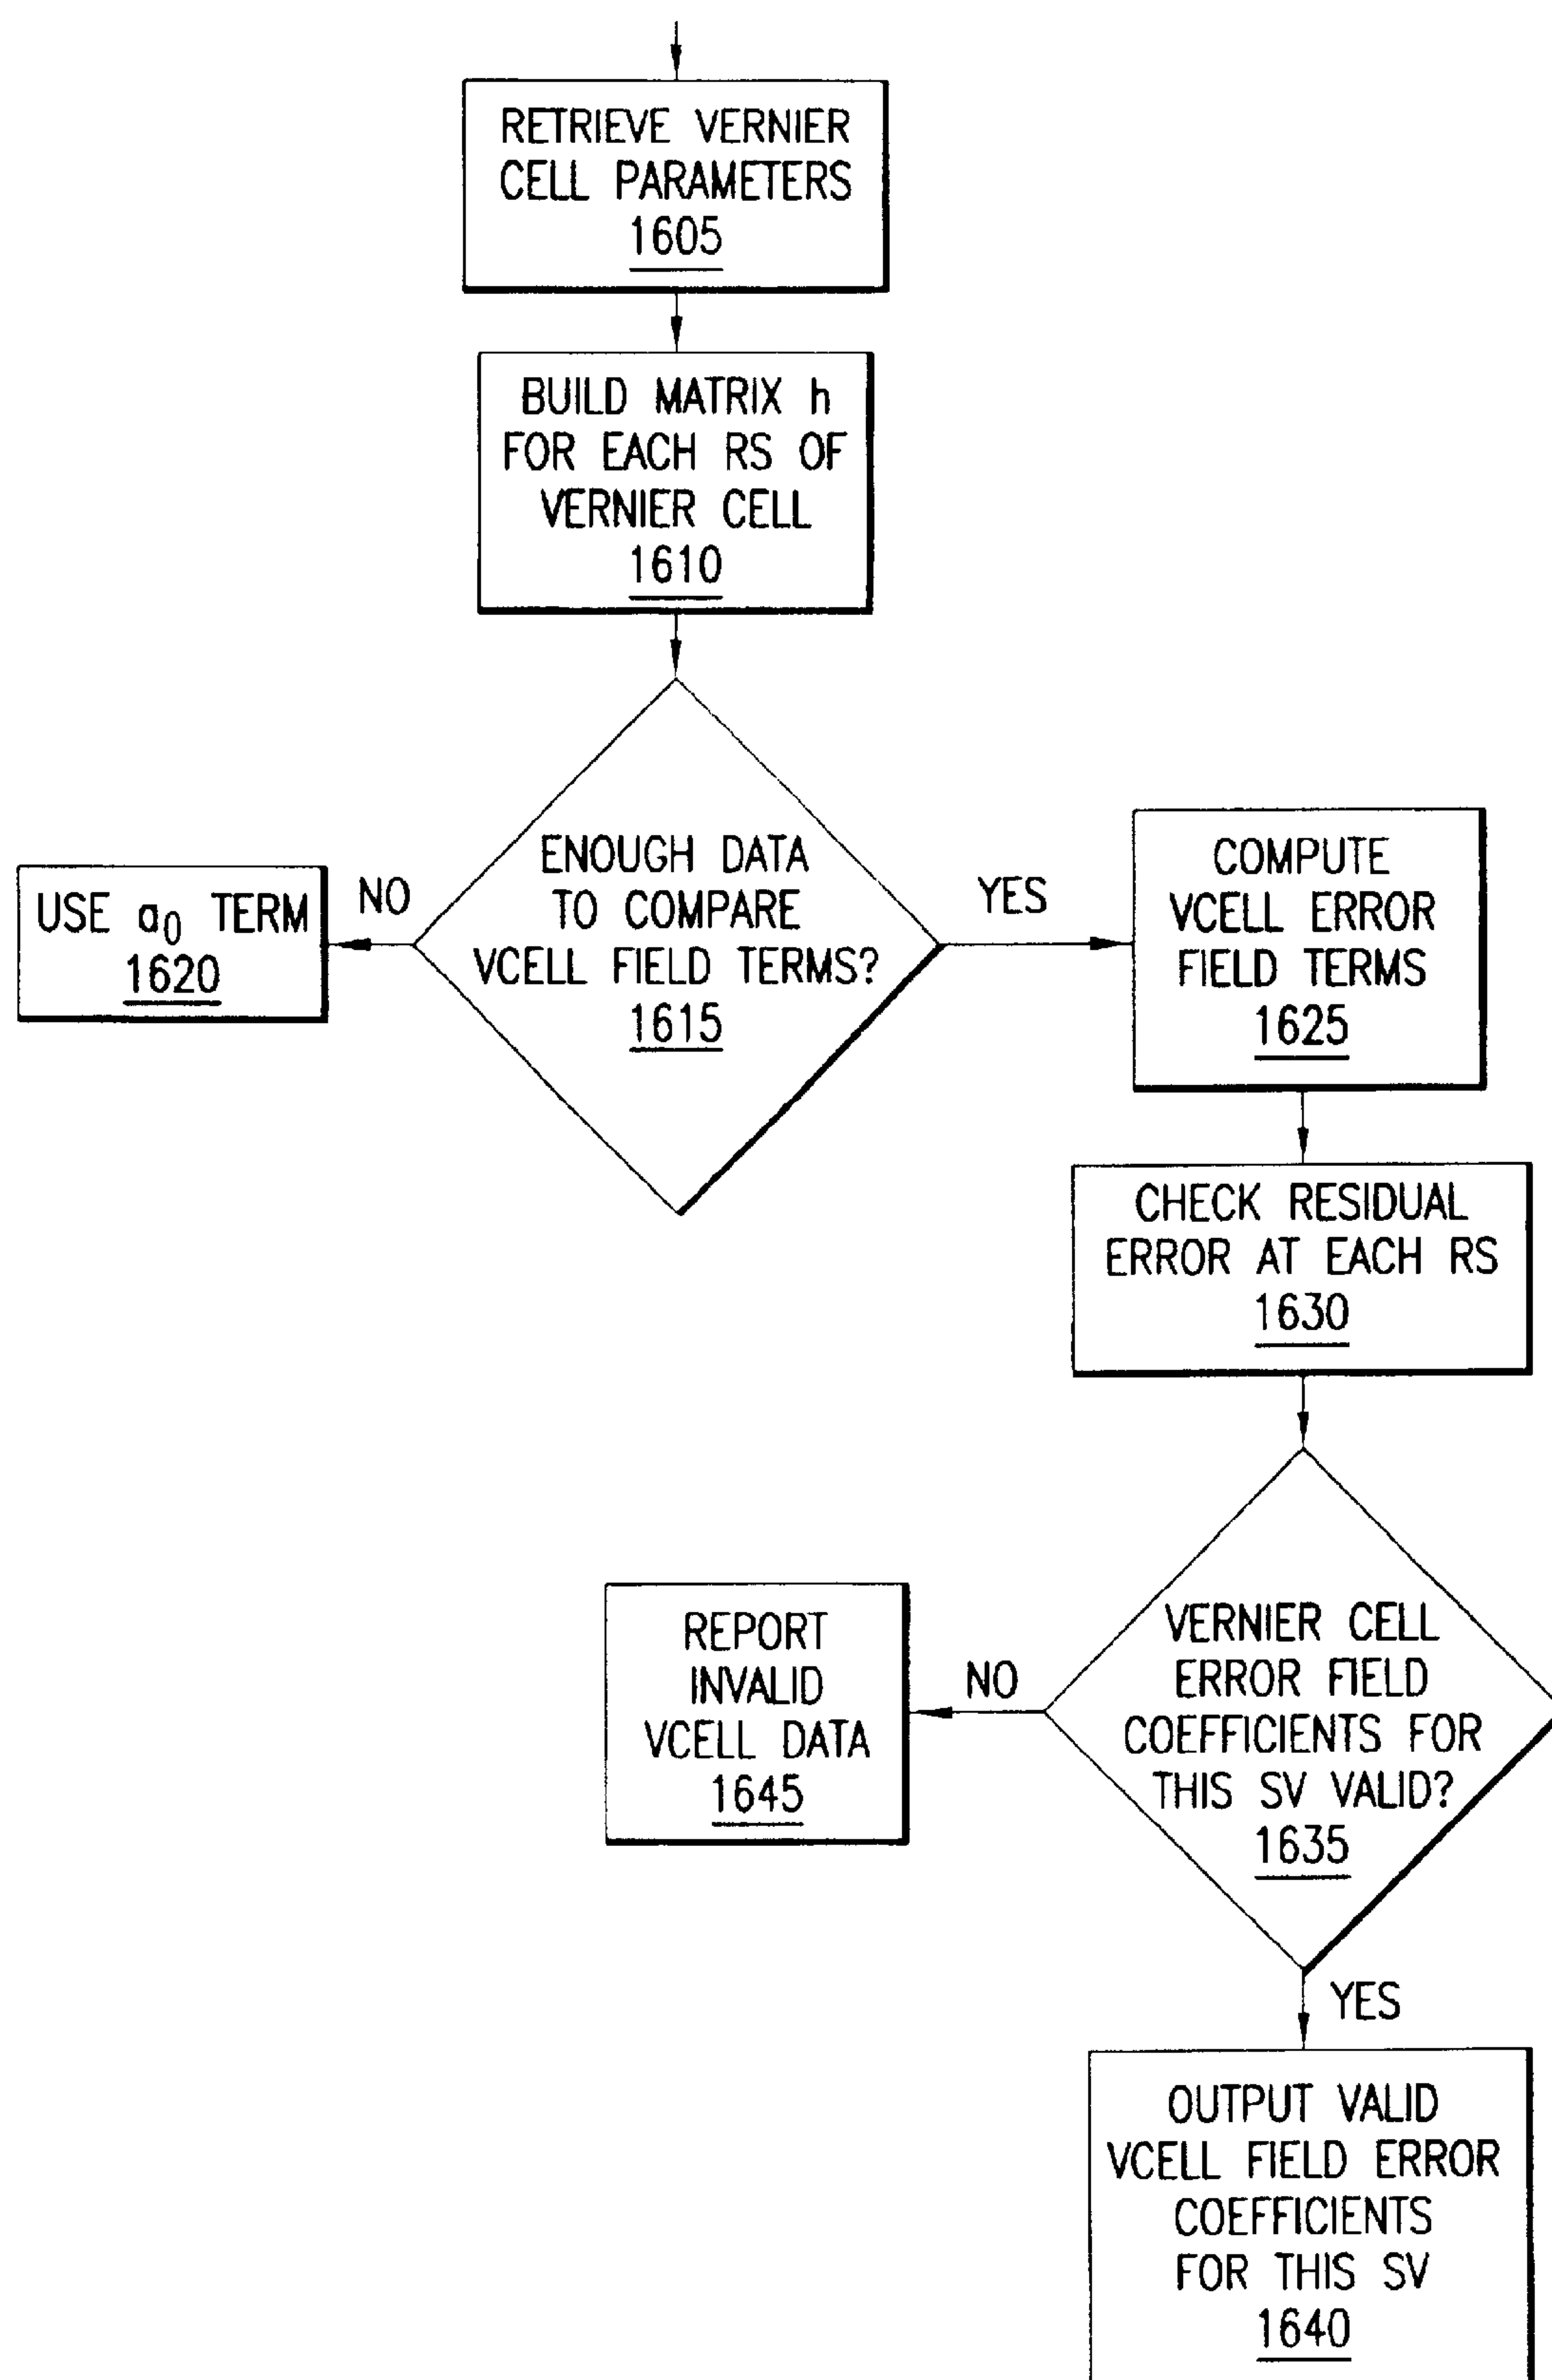 RETRIEVE VERNIER
CELL PARAMETERS
1605
BUILD MATRIX h
FOR EACH RS OF
VERNIER CELL
1610
ENOUGH DATA
TO COMPARE
VCELL FIELD TERMS?
1615
NO
USE a₀ TERM
1620
YES
COMPUTE
VCELL ERROR
FIELD TERMS
1625
CHECK RESIDUAL
ERROR AT EACH RS
1630
VERNIER CELL
ERROR FIELD
COEFFICIENTS FOR
THIS SV VALID?
1635
NO
REPORT
INVALID
VCELL DATA
1645
YES
OUTPUT VALID
VCELL FIELD ERROR
COEFFICIENTS
FOR THIS SV
1640